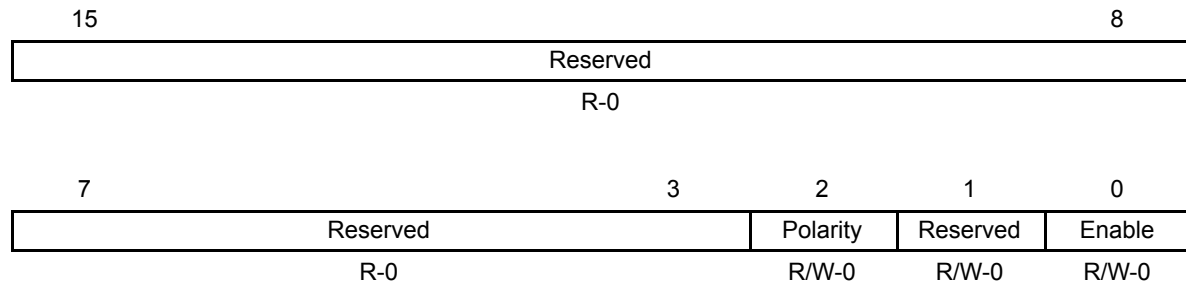 15 8
Reserved
R-0
7 3 2 1 0
Reserved Polarity Reserved Enable
R-0 R/W-0 R/W-0 R/W-0